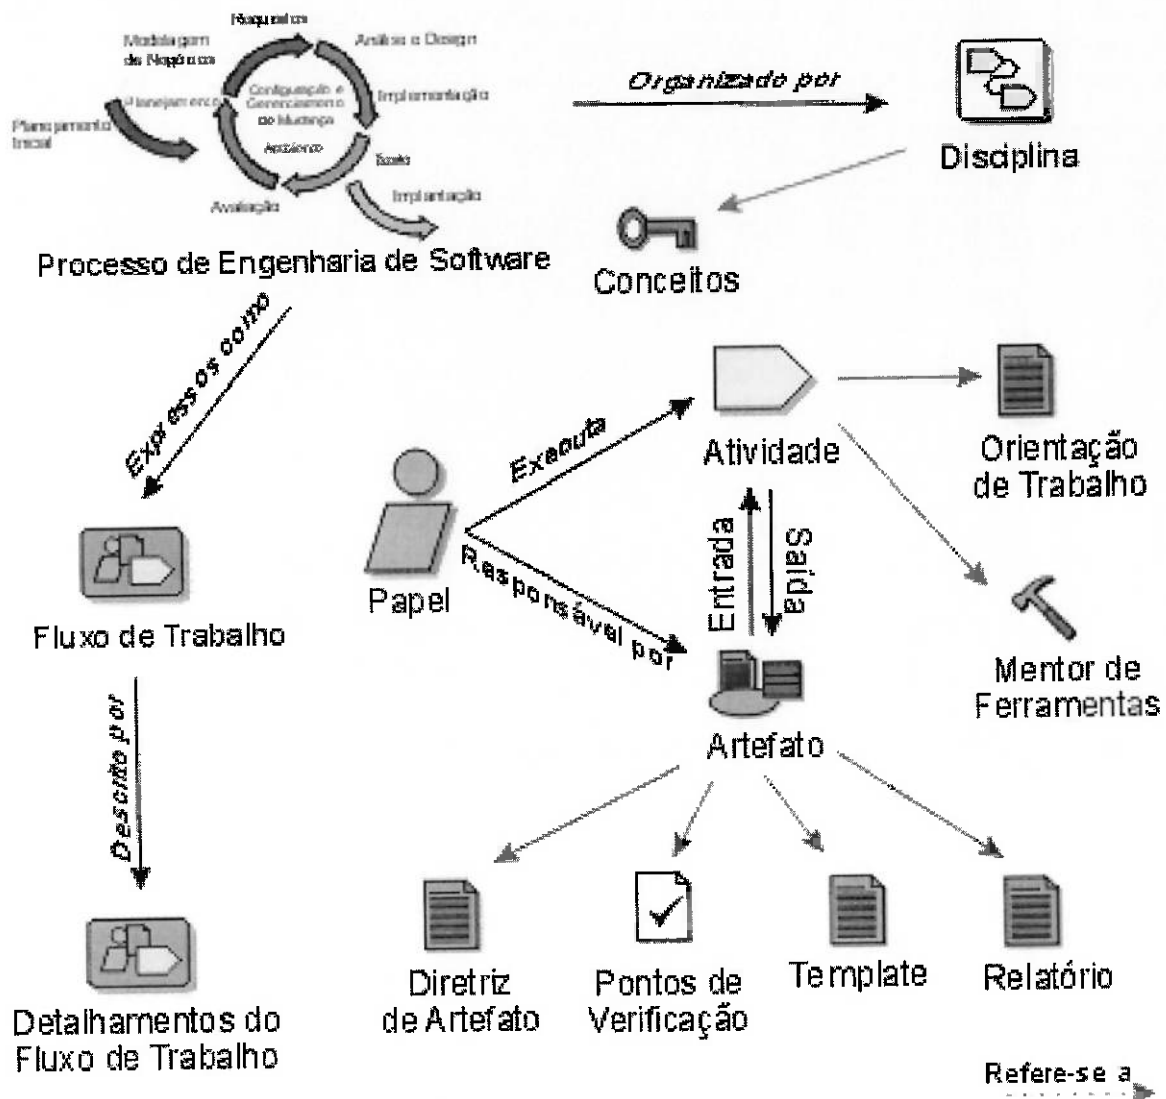 Requisitos
Modelagem
de Negócios
Análise e Design
Planejamento
Configuração e
Gerenciamento
de Mudança
Implementação
Planejamento
Inicial
Ambiente
Teste
Avaliação
Implantação
Processo de Engenharia de Software
Organizado por
Disciplina
Conceitos
Expressos como
Executa
Atividade
Orientação
de Trabalho
Papel
Responsável por
Entrada
Saída
Fluxo de Trabalho
Mentor de
Ferramentas
Artefato
Descrito por
Diretriz
de Artefato
Pontos de
Verificação
Template
Relatório
Detalhamentos do
Fluxo de Trabalho
Refere-se a